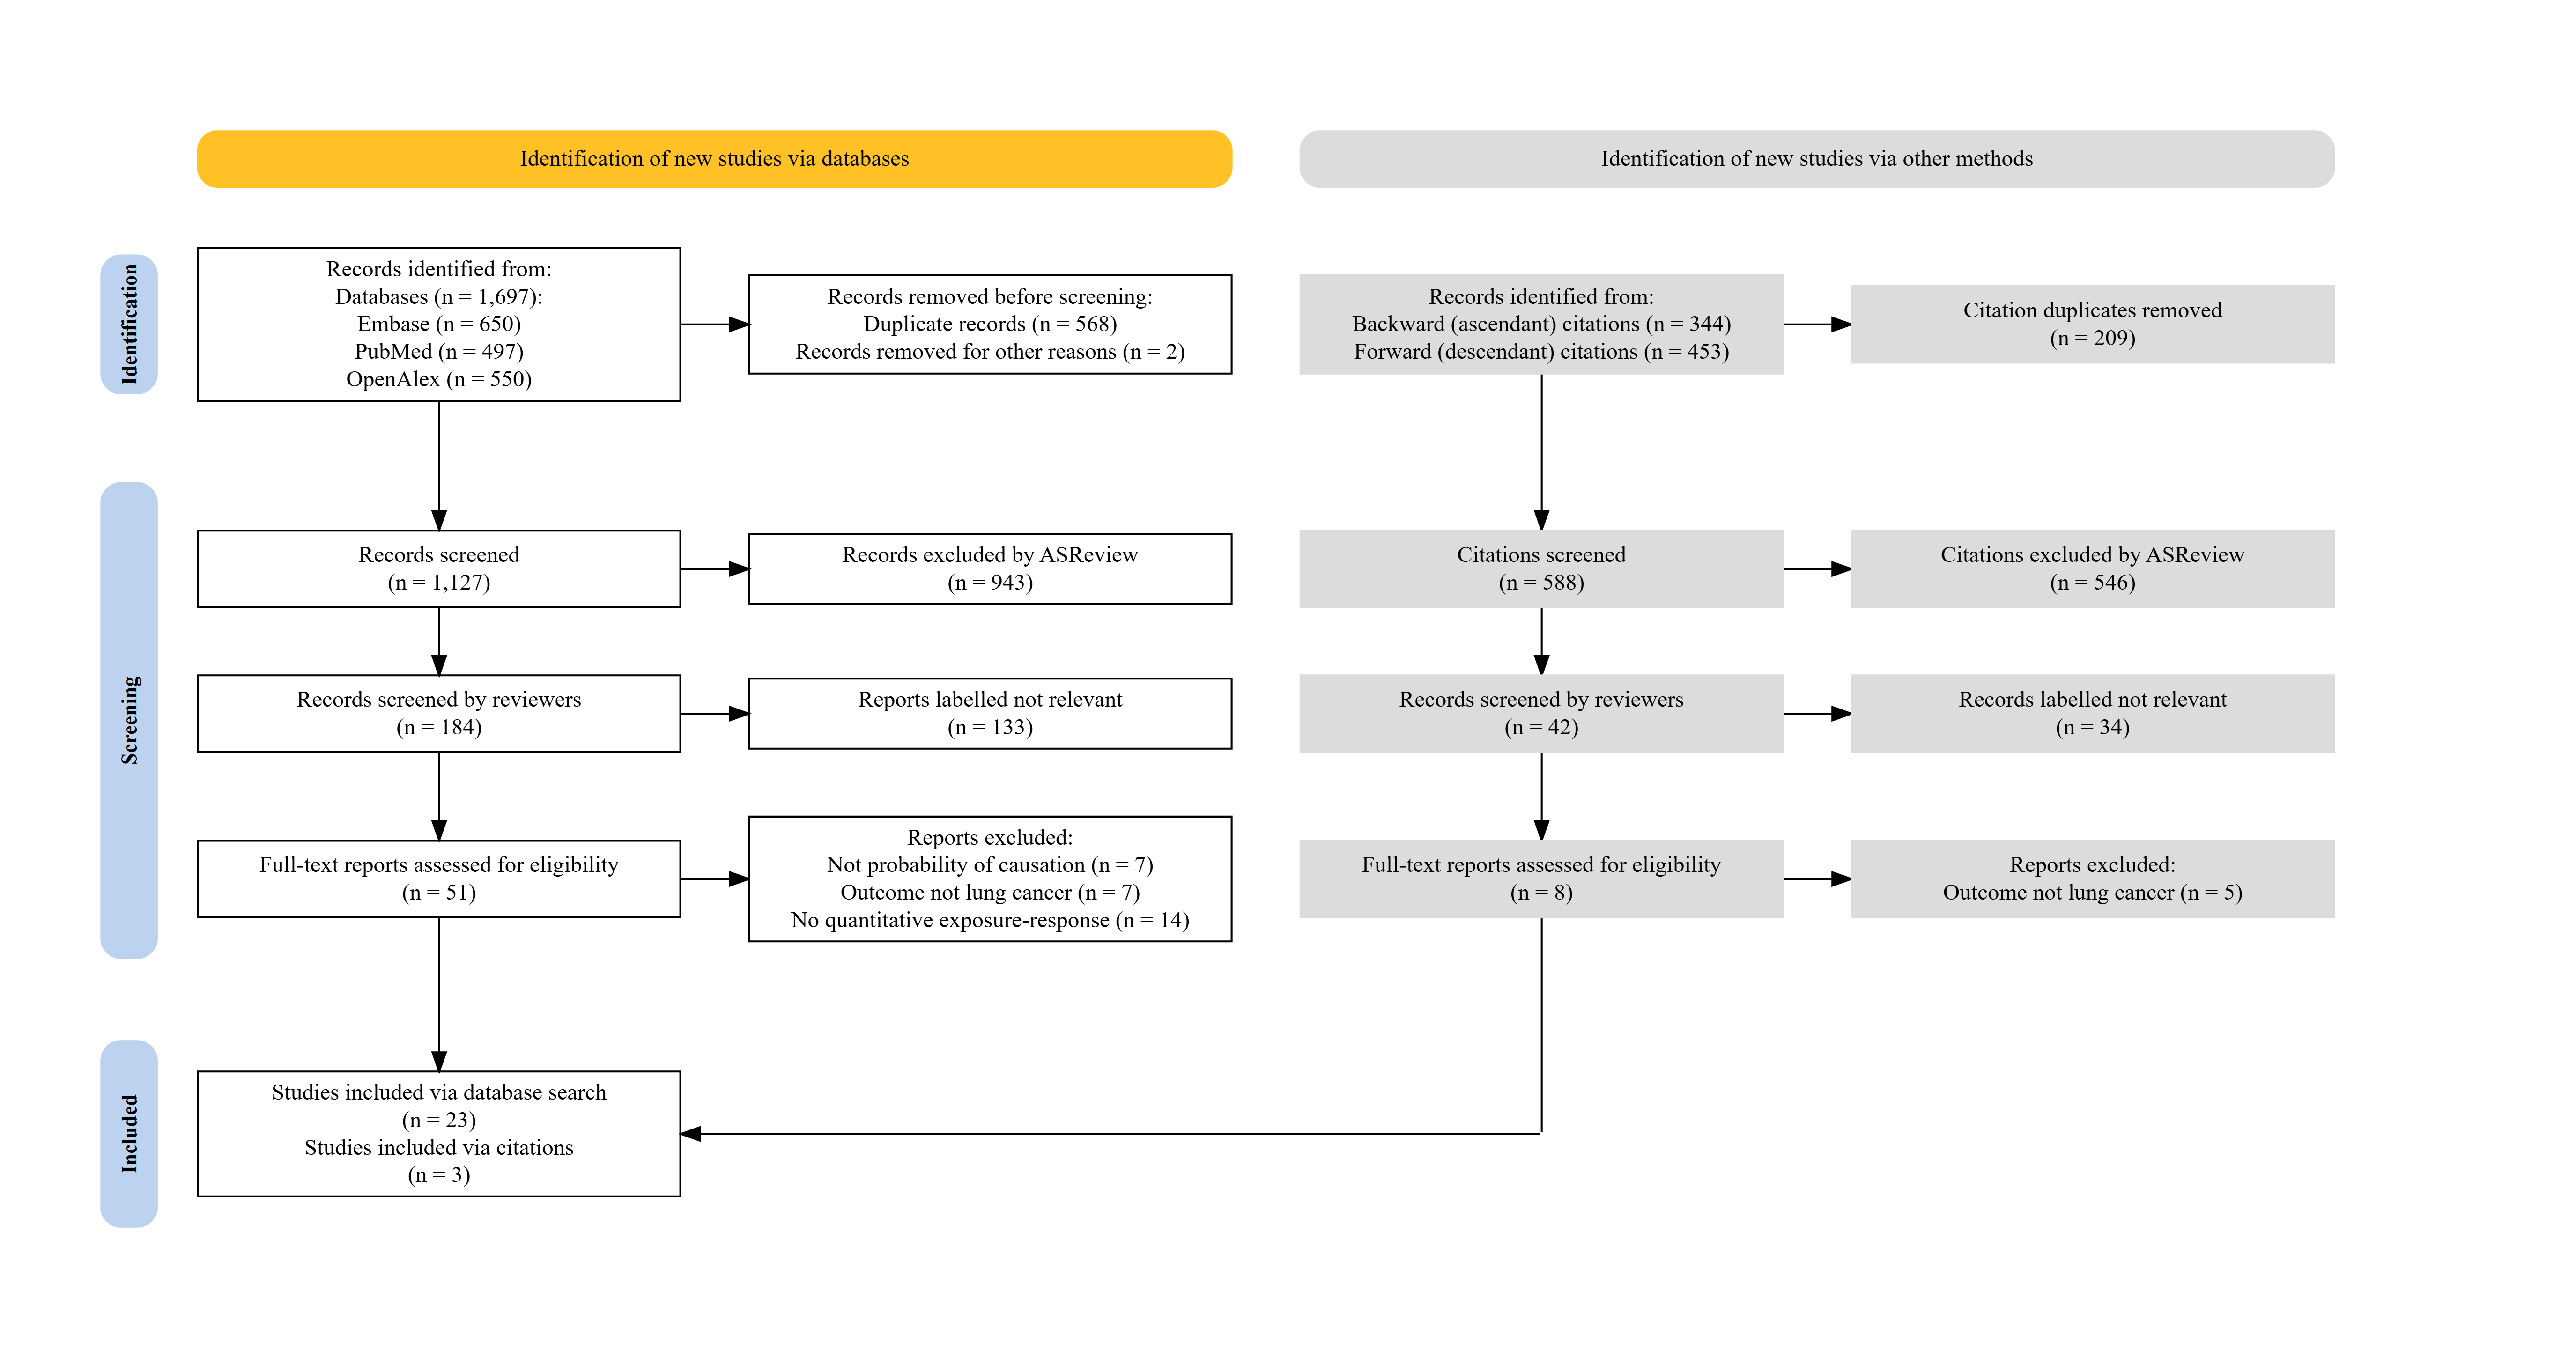 Identification of new studies via databases
Identification of new studies via other methods
Identification
Records identified from:
Databases (n = 1,697):
Embase (n = 650)
PubMed (n = 497)
OpenAlex (n = 550)
Records removed before screening:
Duplicate records (n = 568)
Records removed for other reasons (n = 2)
Records identified from:
Backward (ascendant) citations (n = 344)
Forward (descendant) citations (n = 453)
Citation duplicates removed
(n = 209)
Screening
Records screened
(n = 1,127)
Records excluded by ASReview
(n = 943)
Citations screened
(n = 588)
Citations excluded by ASReview
(n = 546)
Records screened by reviewers
(n = 184)
Reports labelled not relevant
(n = 133)
Records screened by reviewers
(n = 42)
Records labelled not relevant
(n = 34)
Full-text reports assessed for eligibility
(n = 51)
Reports excluded:
Not probability of causation (n = 7)
Outcome not lung cancer (n = 7)
No quantitative exposure-response (n = 14)
Full-text reports assessed for eligibility
(n = 8)
Reports excluded:
Outcome not lung cancer (n = 5)
Included
Studies included via database search
(n = 23)
Studies included via citations
(n = 3)